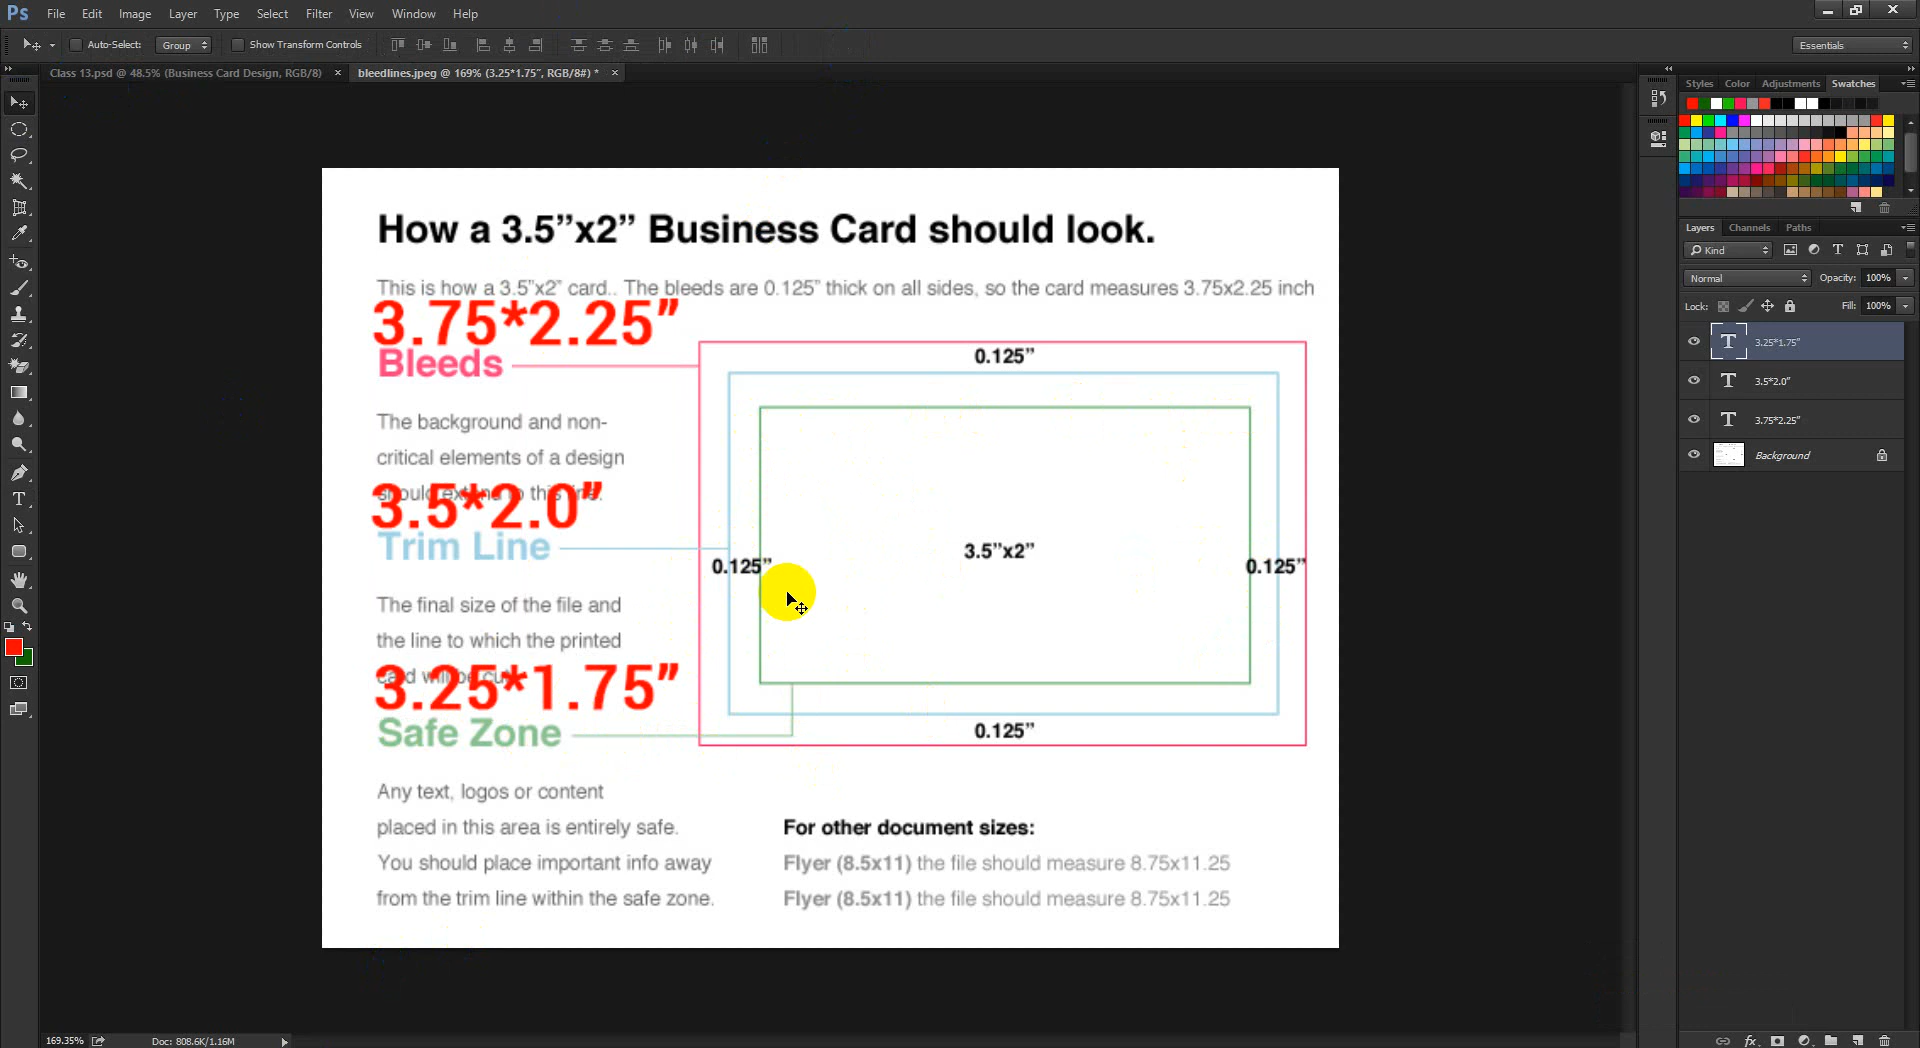 Ps File Edit Image Layer Type Select Filter View Window Help
Auto-Select: Group Show Transform Controls Essentials
Class 13.psd @ 48.5% (Business Card Design, RGB/8) × bleedlines.jpeg @ 169% (3.25*1.75", RGB/8#) * ×
Styles Color Adjustments Swatches
How a 3.5”x2” Business Card should look.
This is how a 3.5”x2” card.. The bleeds are 0.125” thick on all sides, so the card measures 3.75x2.25 inch
3.75*2.25”
Bleeds
The background and non-
critical elements of a design
should extend to this line.
3.5*2.0”
Trim Line
The final size of the file and
the line to which the printed
card will be cut.
3.25*1.75”
Safe Zone
Any text, logos or content
placed in this area is entirely safe.
You should place important info away
from the trim line within the safe zone.
0.125”
0.125”
3.5”x2”
0.125”
0.125”
For other document sizes:
Flyer (8.5x11) the file should measure 8.75x11.25
Flyer (8.5x11) the file should measure 8.75x11.25
Layers Channels Paths
Kind
Normal Opacity: 100%
Lock: Fill: 100%
T 3.25*1.75"
T 3.5*2.0"
T 3.75*2.25"
Background
169.35% Doc: 808.6K/1.16M